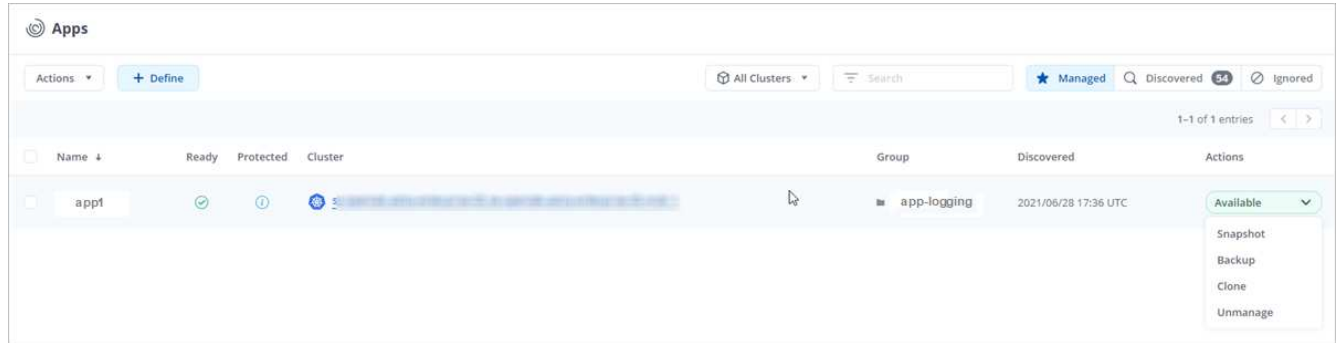 Apps
Actions + Define All Clusters Search Managed Discovered 54 Ignored
1-1 of 1 entries < >
Name ↓ Ready Protected Cluster Group Discovered Actions
app1 app-logging 2021/06/28 17:36 UTC Available
Snapshot
Backup
Clone
Unmanage